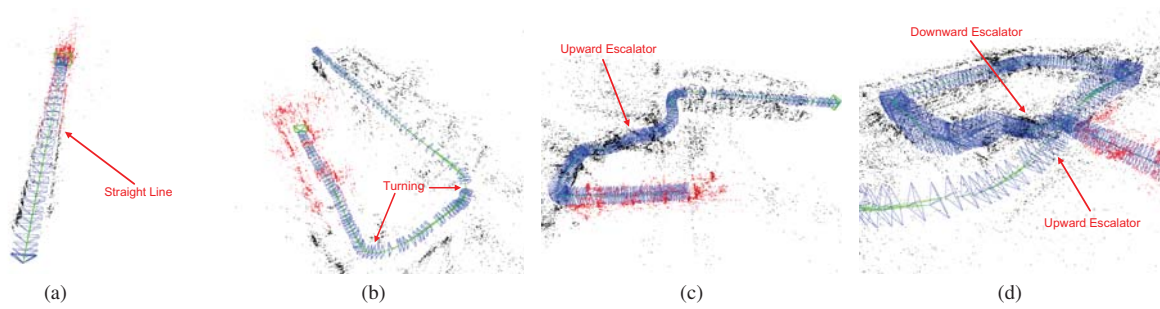 Straight Line
(a)
Turning
(b)
Upward Escalator
(c)
Downward Escalator
Upward Escalator
(d)